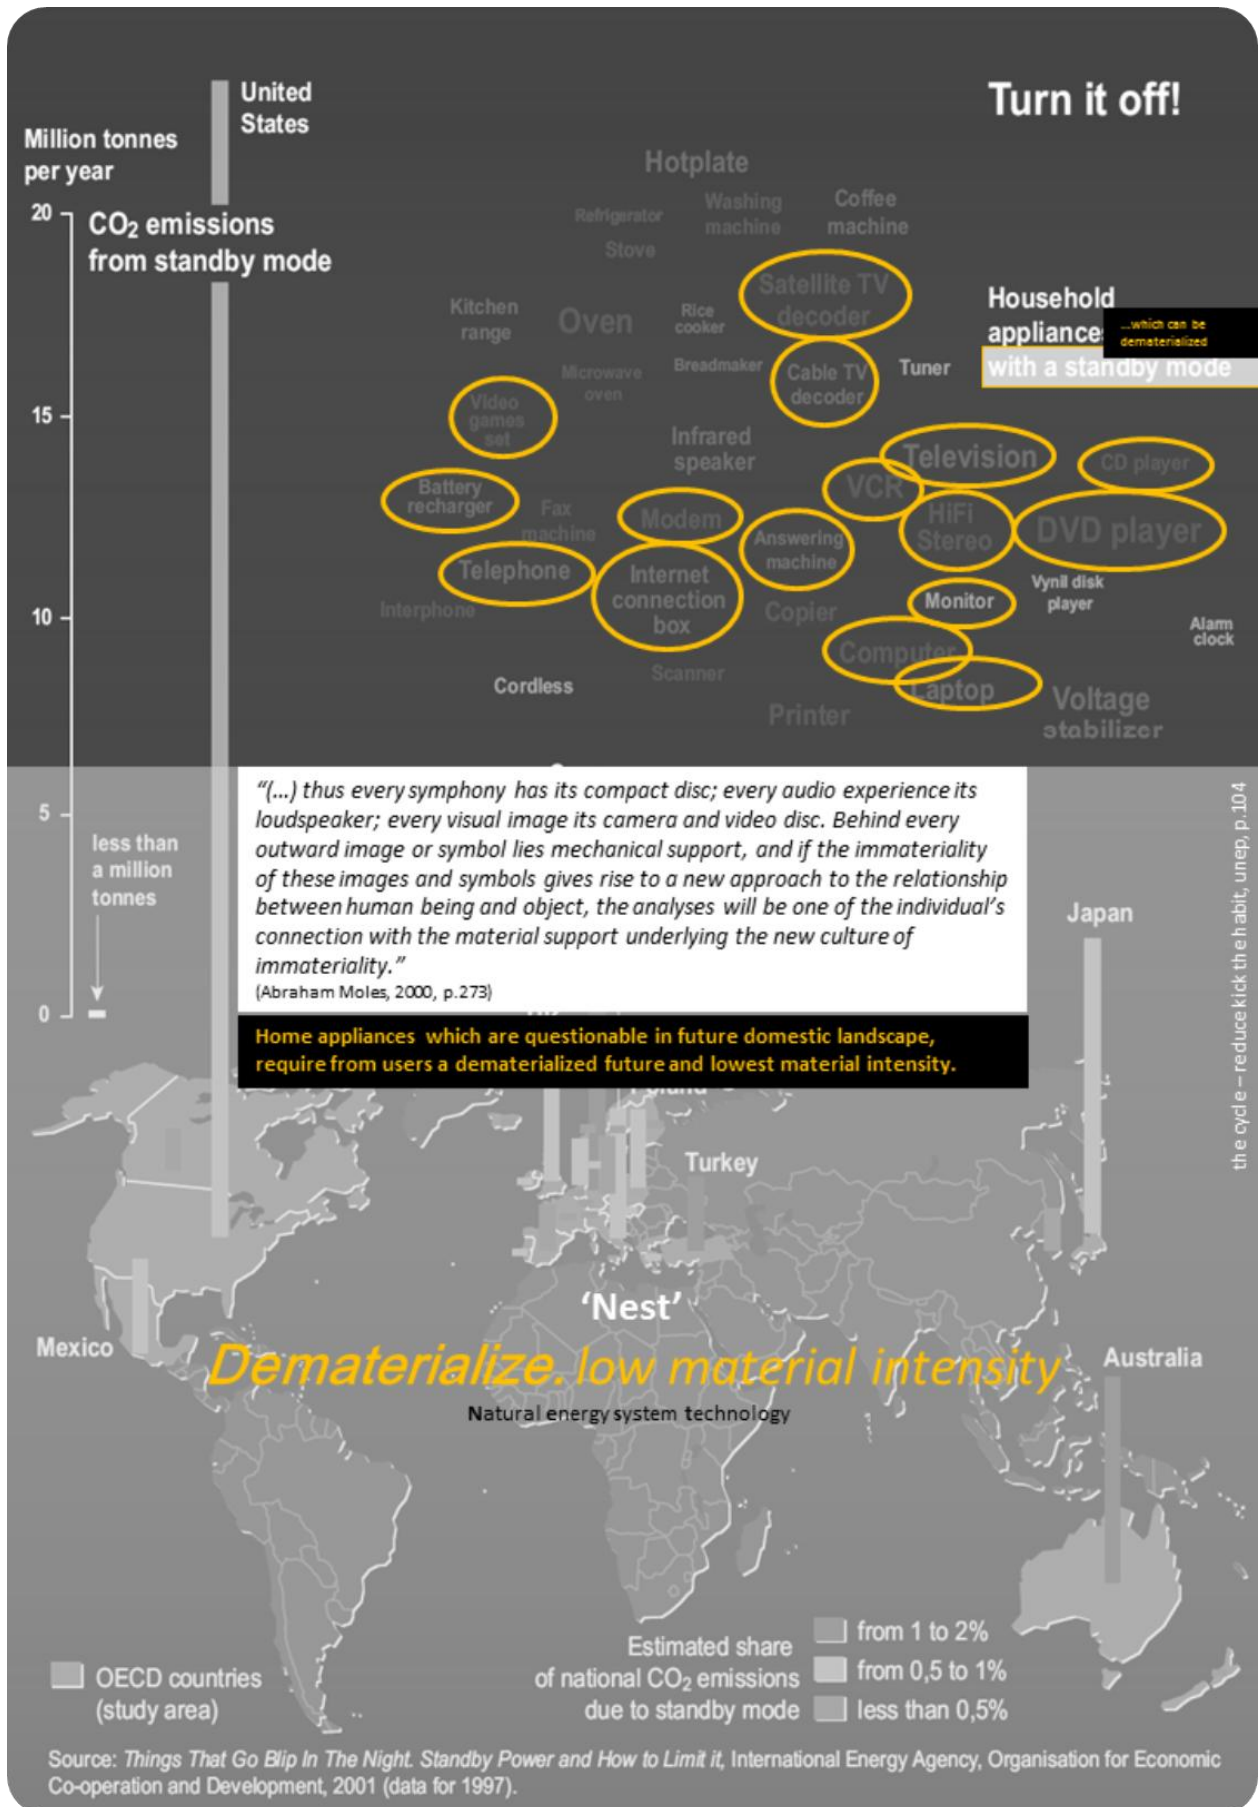 United
States
Turn it off!
Million tonnes
per year
20
CO₂ emissions
from standby mode
15
10
5
0
less than
a million
tonnes
Hotplate
Refrigerator
Washing
machine
Coffee
machine
Stove
Satellite TV
decoder
Kitchen
range
Oven
Rice
cooker
Household
appliances
...which can be
dematerialized
with a standby mode
Microwave
oven
Breadmaker
Cable TV
decoder
Tuner
Video
games
set
Infrared
speaker
Television
CD player
Battery
recharger
Fax
machine
Modem
VCR
HiFi
Stereo
DVD player
Answering
machine
Telephone
Internet
connection
box
Interphone
Copier
Monitor
Vynil disk
player
Alarm
clock
Computer
Scanner
Cordless
Laptop
Printer
Voltage
stabilizer
“(...) thus every symphony has its compact disc; every audio experience its
loudspeaker; every visual image its camera and video disc. Behind every
outward image or symbol lies mechanical support, and if the immateriality
of these images and symbols gives rise to a new approach to the relationship
between human being and object, the analyses will be one of the individual’s
connection with the material support underlying the new culture of
immateriality.”
(Abraham Moles, 2000, p.273)
Home appliances which are questionable in future domestic landscape,
require from users a dematerialized future and lowest material intensity.
the cycle – reduce kick the habit, unep, p.104
Japan
Turkey
‘Nest’
Mexico
Dematerialize. low material intensity
Australia
Natural energy system technology
OECD countries
(study area)
Estimated share
of national CO₂ emissions
due to standby mode
from 1 to 2%
from 0,5 to 1%
less than 0,5%
Source: Things That Go Blip In The Night. Standby Power and How to Limit it, International Energy Agency, Organisation for Economic
Co-operation and Development, 2001 (data for 1997).